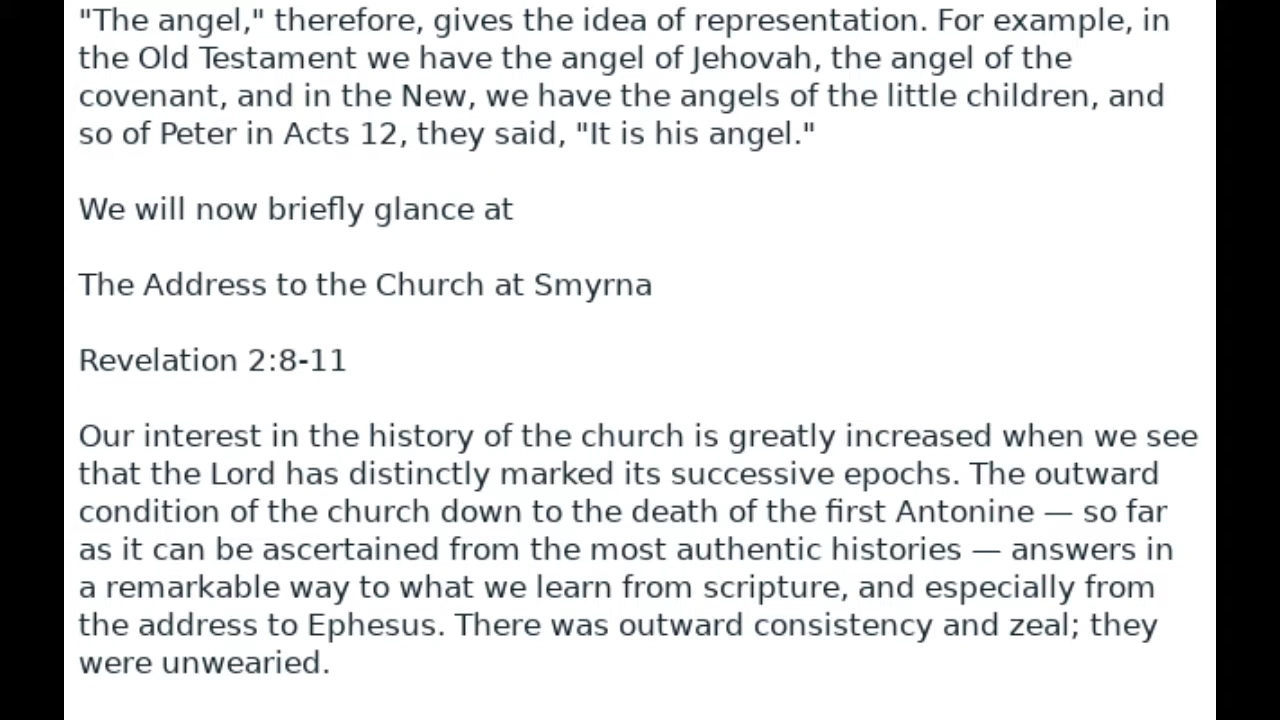 "The angel," therefore, gives the idea of representation. For example, in
the Old Testament we have the angel of Jehovah, the angel of the
covenant, and in the New, we have the angels of the little children, and
so of Peter in Acts 12, they said, "It is his angel."
We will now briefly glance at
The Address to the Church at Smyrna
Revelation 2:8-11
Our interest in the history of the church is greatly increased when we see
that the Lord has distinctly marked its successive epochs. The outward
condition of the church down to the death of the first Antonine — so far
as it can be ascertained from the most authentic histories — answers in
a remarkable way to what we learn from scripture, and especially from
the address to Ephesus. There was outward consistency and zeal; they
were unwearied.